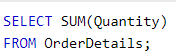 SELECT SUM(Quantity)
FROM OrderDetails;